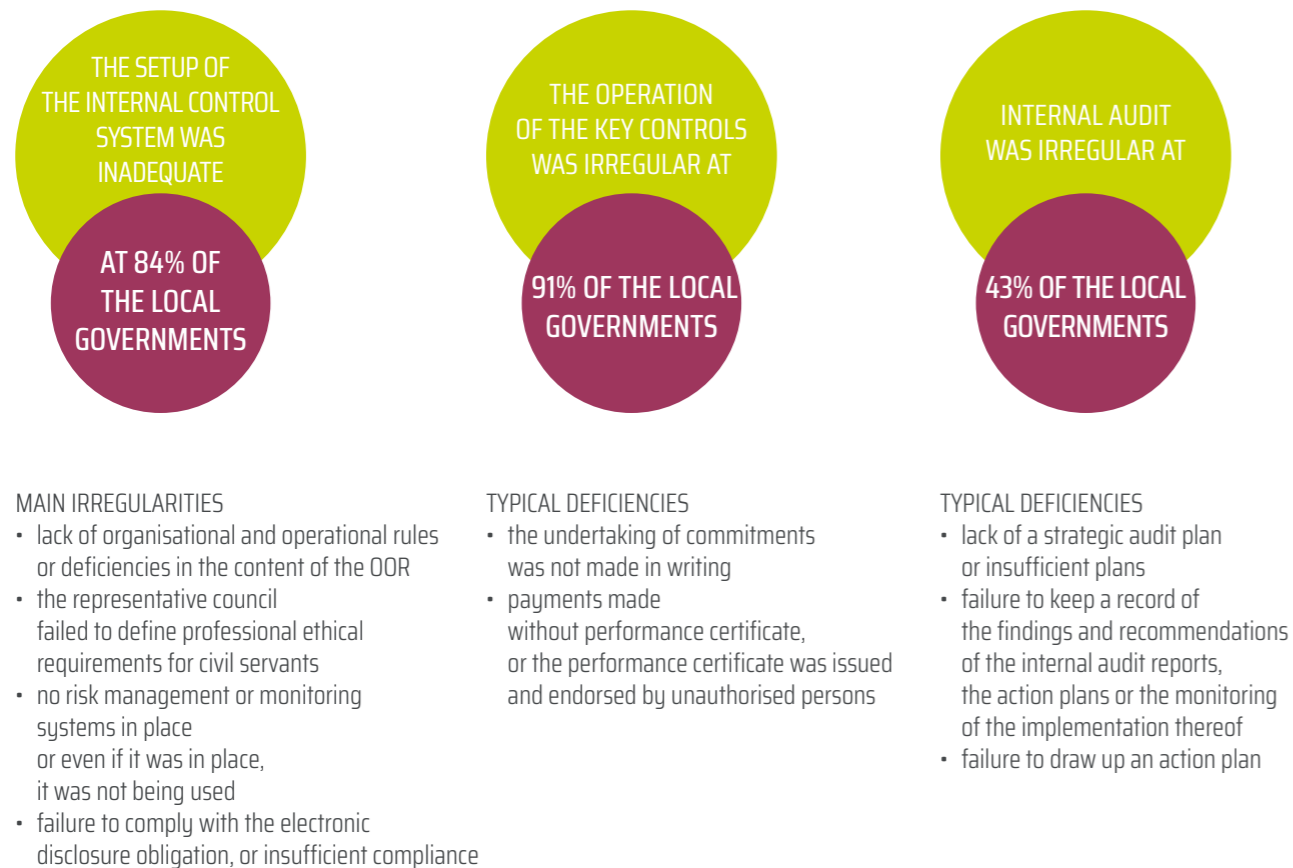 THE SETUP OF
THE INTERNAL CONTROL
SYSTEM WAS
INADEQUATE
AT 84% OF
THE LOCAL
GOVERNMENTS
THE OPERATION
OF THE KEY CONTROLS
WAS IRREGULAR AT
91% OF THE LOCAL
GOVERNMENTS
INTERNAL AUDIT
WAS IRREGULAR AT
43% OF THE LOCAL
GOVERNMENTS
MAIN IRREGULARITIES
• lack of organisational and operational rules
or deficiencies in the content of the OOR
• the representative council
failed to define professional ethical
requirements for civil servants
• no risk management or monitoring
systems in place
or even if it was in place,
it was not being used
• failure to comply with the electronic
disclosure obligation, or insufficient compliance
TYPICAL DEFICIENCIES
• the undertaking of commitments
was not made in writing
• payments made
without performance certificate,
or the performance certificate was issued
and endorsed by unauthorised persons
TYPICAL DEFICIENCIES
• lack of a strategic audit plan
or insufficient plans
• failure to keep a record of
the findings and recommendations
of the internal audit reports,
the action plans or the monitoring
of the implementation thereof
• failure to draw up an action plan